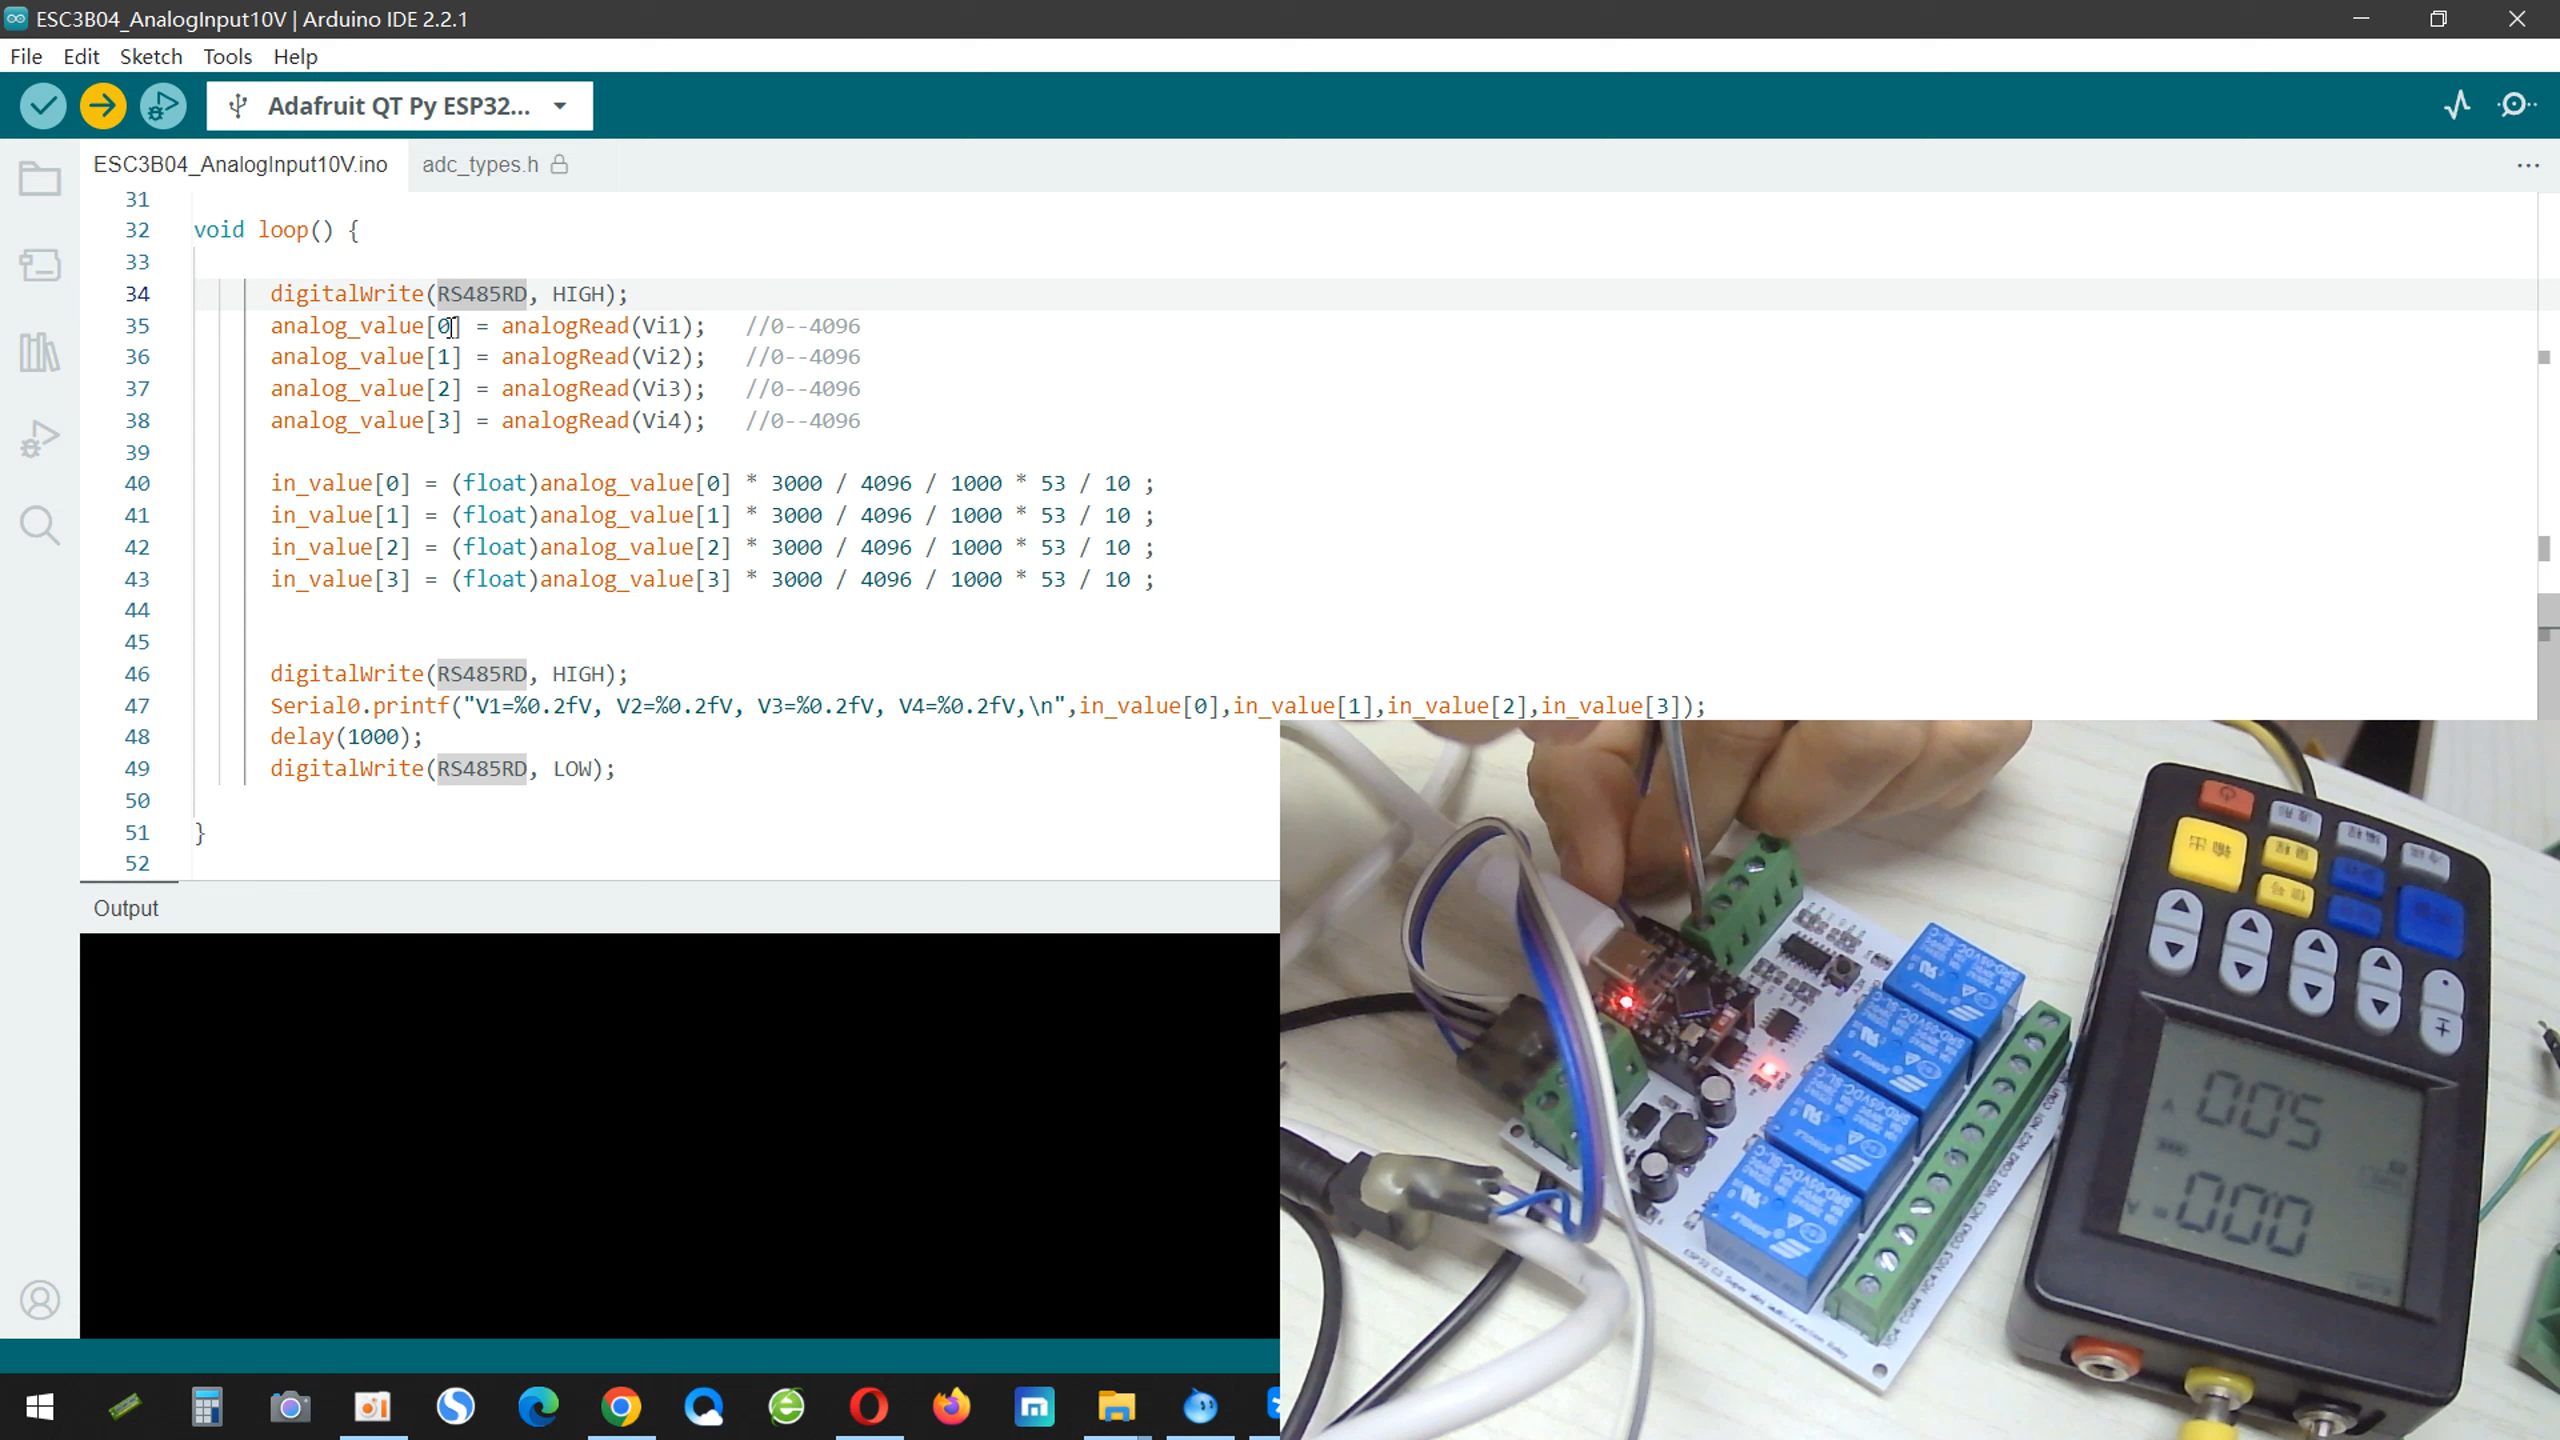 ESC3B04_AnalogInput10V | Arduino IDE 2.2.1
File Edit Sketch Tools Help
Adafruit QT Py ESP32...
ESC3B04_AnalogInput10V.ino adc_types.h
31
32 void loop() {
33
34 digitalWrite(RS485RD, HIGH);
35 analog_value[0] = analogRead(Vi1); //0--4096
36 analog_value[1] = analogRead(Vi2); //0--4096
37 analog_value[2] = analogRead(Vi3); //0--4096
38 analog_value[3] = analogRead(Vi4); //0--4096
39
40 in_value[0] = (float)analog_value[0] * 3000 / 4096 / 1000 * 53 / 10 ;
41 in_value[1] = (float)analog_value[1] * 3000 / 4096 / 1000 * 53 / 10 ;
42 in_value[2] = (float)analog_value[2] * 3000 / 4096 / 1000 * 53 / 10 ;
43 in_value[3] = (float)analog_value[3] * 3000 / 4096 / 1000 * 53 / 10 ;
44
45
46 digitalWrite(RS485RD, HIGH);
47 Serial0.printf("V1=%0.2fV, V2=%0.2fV, V3=%0.2fV, V4=%0.2fV,\n",in_value[0],in_value[1],in_value[2],in_value[3]);
48 delay(1000);
49 digitalWrite(RS485RD, LOW);
50
51 }
52
Output